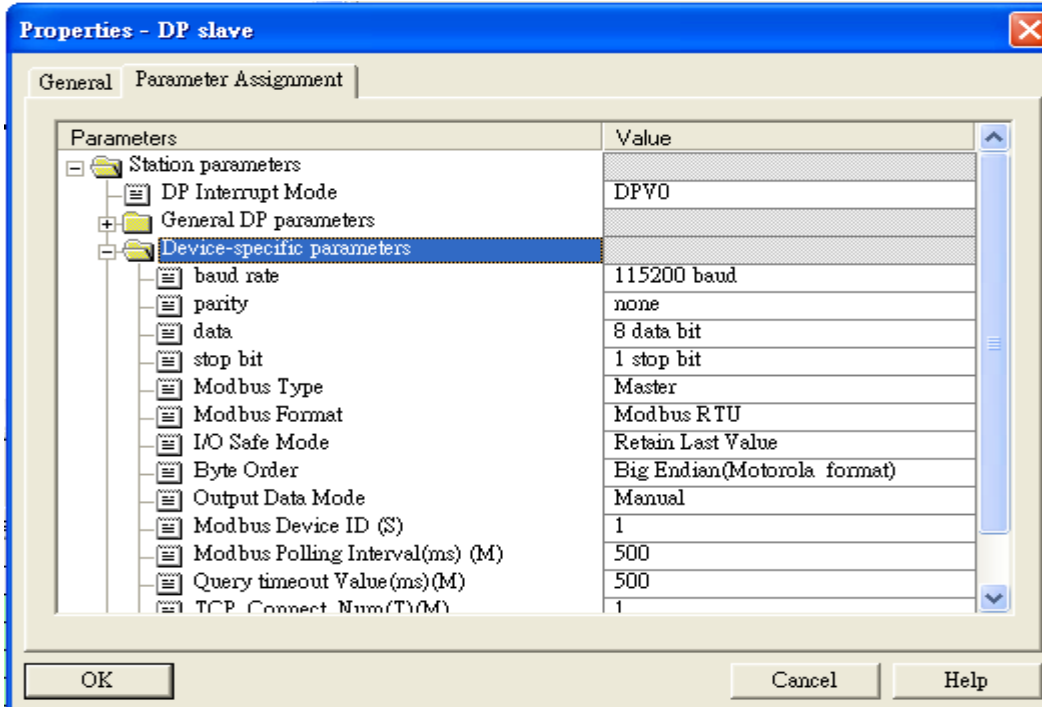 Properties - DP slave
General Parameter Assignment
Parameters Value
Station parameters
DP Interrupt Mode DPV0
General DP parameters
Device-specific parameters
baud rate 115200 baud
parity none
data 8 data bit
stop bit 1 stop bit
Modbus Type Master
Modbus Format Modbus RTU
I/O Safe Mode Retain Last Value
Byte Order Big Endian(Motorola format)
Output Data Mode Manual
Modbus Device ID (S) 1
Modbus Polling Interval(ms) (M) 500
Query timeout Value(ms)(M) 500
TCP Connect Num(T)(M) 1
OK Cancel Help